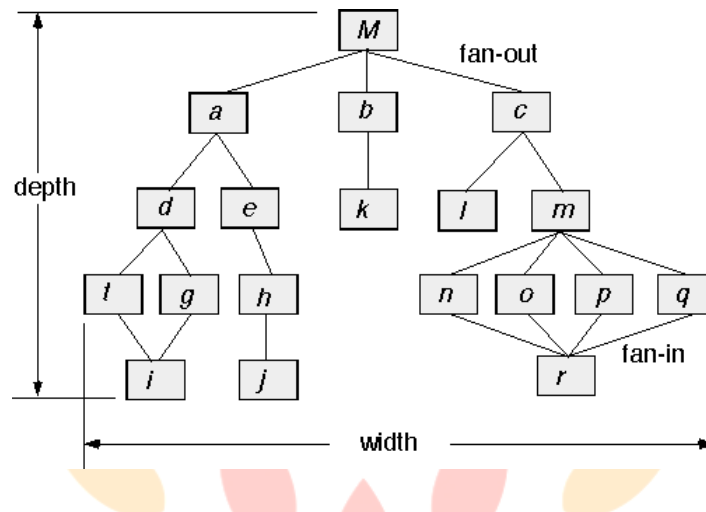 M
fan-out
a b c
depth
d e k l m
t g h n o p q
fan-in
i j r
width